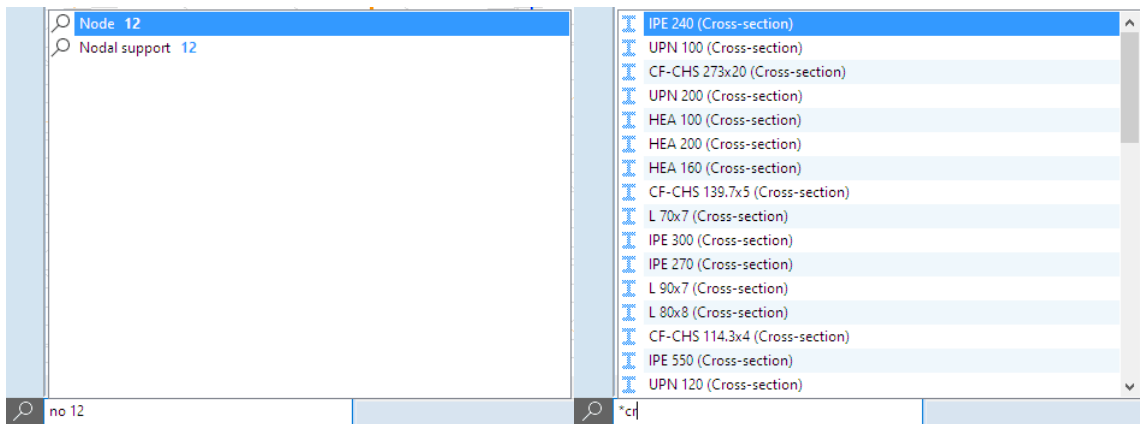 Node 12
Nodal support 12
no 12
IPE 240 (Cross-section)
UPN 100 (Cross-section)
CF-CHS 273x20 (Cross-section)
UPN 200 (Cross-section)
HEA 100 (Cross-section)
HEA 200 (Cross-section)
HEA 160 (Cross-section)
CF-CHS 139.7x5 (Cross-section)
L 70x7 (Cross-section)
IPE 300 (Cross-section)
IPE 270 (Cross-section)
L 90x7 (Cross-section)
L 80x8 (Cross-section)
CF-CHS 114.3x4 (Cross-section)
IPE 550 (Cross-section)
UPN 120 (Cross-section)
*cr